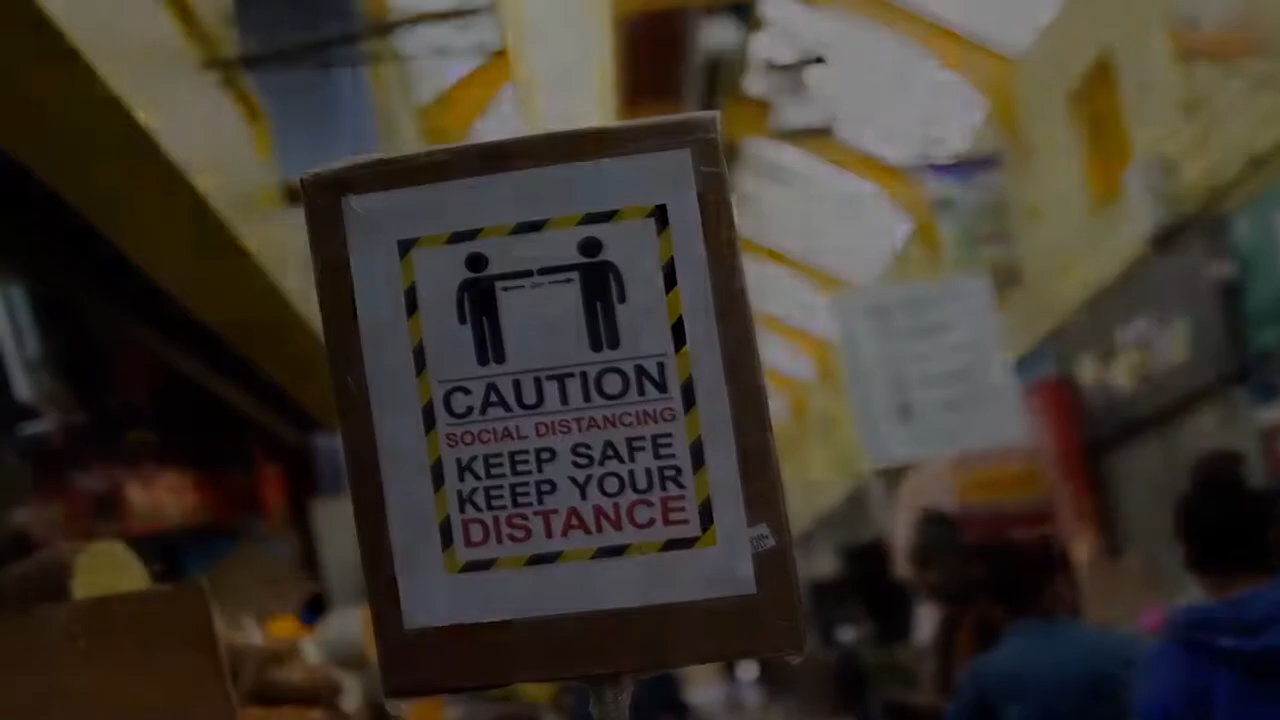 CAUTION
SOCIAL DISTANCING
KEEP SAFE
KEEP YOUR
DISTANCE